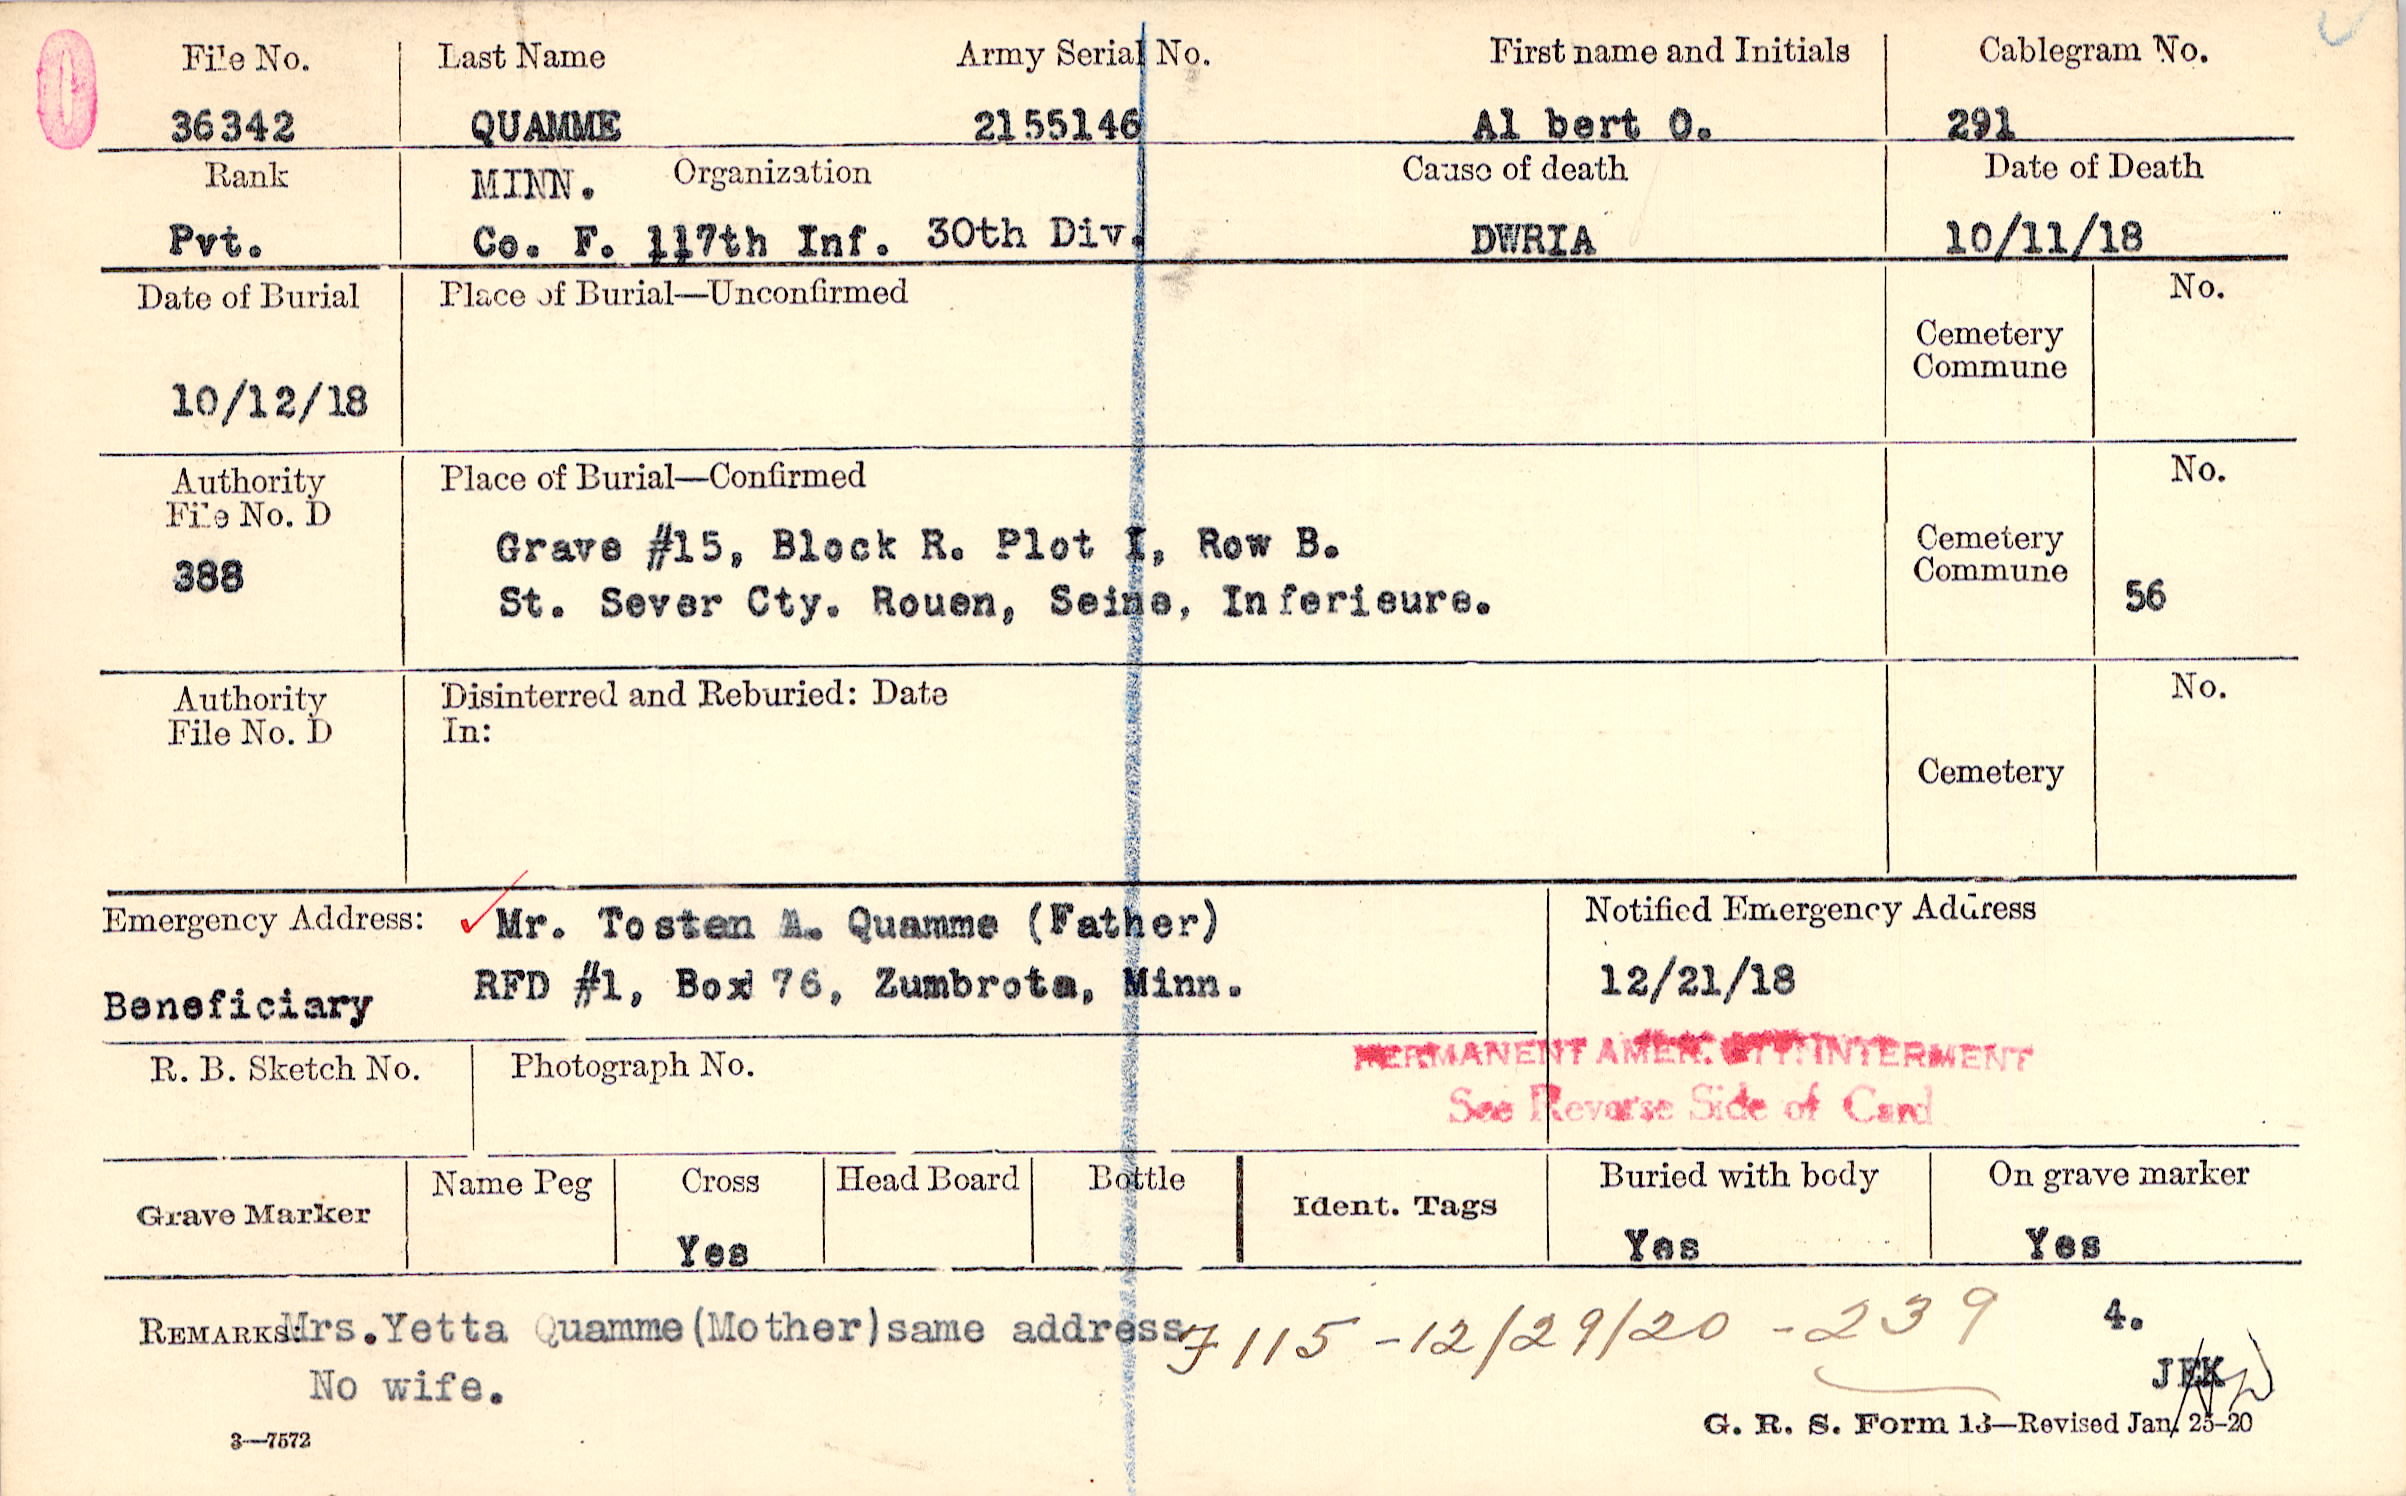 File No. Last Name Army Serial No. First name and Initials Cablegram No.
36342 QUAMME 2155146 Al bert O. 291
Rank MINN. Organization Cause of death Date of Death
Pvt. Co. F. 117th Inf. 30th Div. DWRIA 10/11/18
Date of Burial Place of Burial—Unconfirmed No.
Cemetery
Commune
10/12/18
Authority Place of Burial—Confirmed No.
File No. D
Grave #15, Block R. Plot I, Row B. Cemetery
388 Commune
St. Sever Cty. Rouen, Seine, Inferieure. 56
Authority Disinterred and Reburied: Date No.
File No. D In:
Cemetery
Emergency Address: Mr. Tosten A. Quamme (Father) Notified Emergency Address
Beneficiary RFD #1, Box 76, Zumbrota, Minn. 12/21/18
R. B. Sketch No. Photograph No. PERMANENT AMER. CTY. INTERMENT
See Reverse Side of Card
Grave Marker Name Peg Cross Head Board Bottle Ident. Tags Buried with body On grave marker
Yes Yes Yes
REMARKS: Mrs. Yetta Quamme (Mother) same address 7115 - 12/29/20 - 239 4.
No wife. JEK
3—7572 G. R. S. Form 13—Revised Jan. 25-20